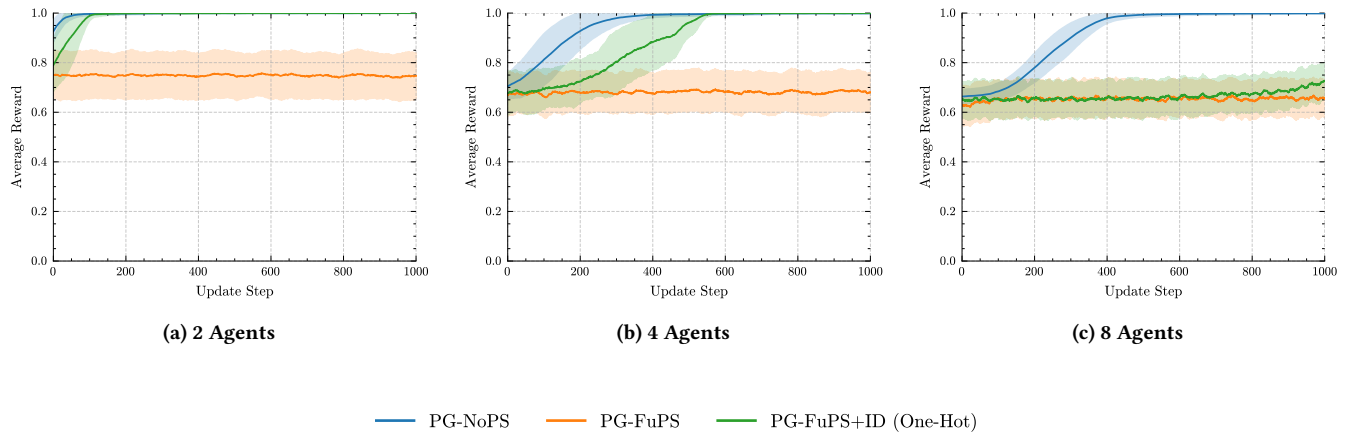 1.0
0.8
0.6
0.4
0.2
0.0
Average Reward
0 200 400 600 800 1000
Update Step
(a) 2 Agents
1.0
0.8
0.6
0.4
0.2
0.0
Average Reward
0 200 400 600 800 1000
Update Step
(b) 4 Agents
1.0
0.8
0.6
0.4
0.2
0.0
Average Reward
0 200 400 600 800 1000
Update Step
(c) 8 Agents
PG-NoPS PG-FuPS PG-FuPS+ID (One-Hot)